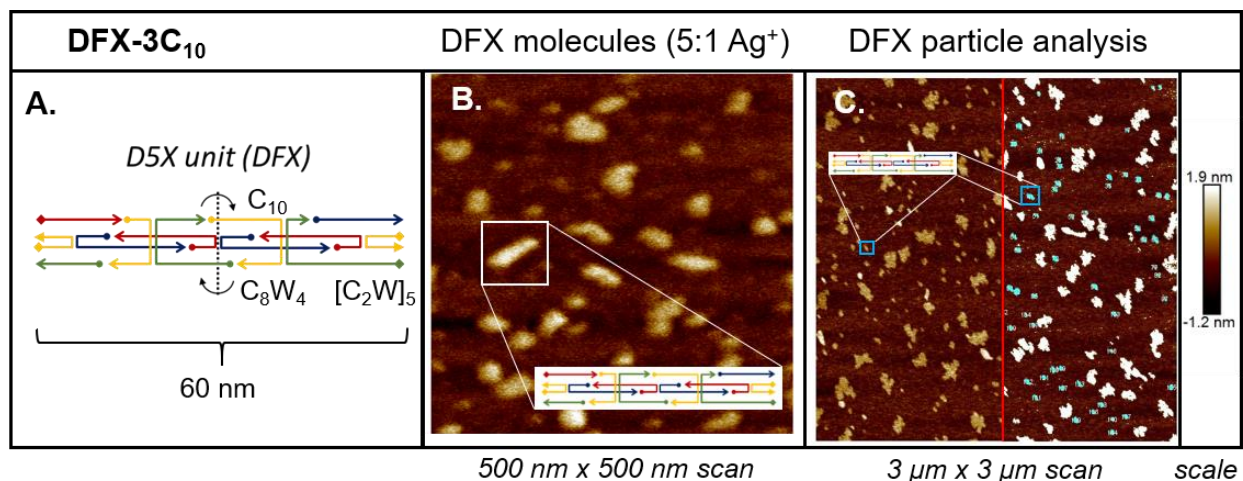 DFX-3C₁₀
DFX molecules (5:1 Ag⁺)
DFX particle analysis
A.
D5X unit (DFX)
C₁₀
C₈W₄
[C₂W]₅
60 nm
B.
C.
1.9 nm
-1.2 nm
500 nm x 500 nm scan
3 µm x 3 µm scan
scale